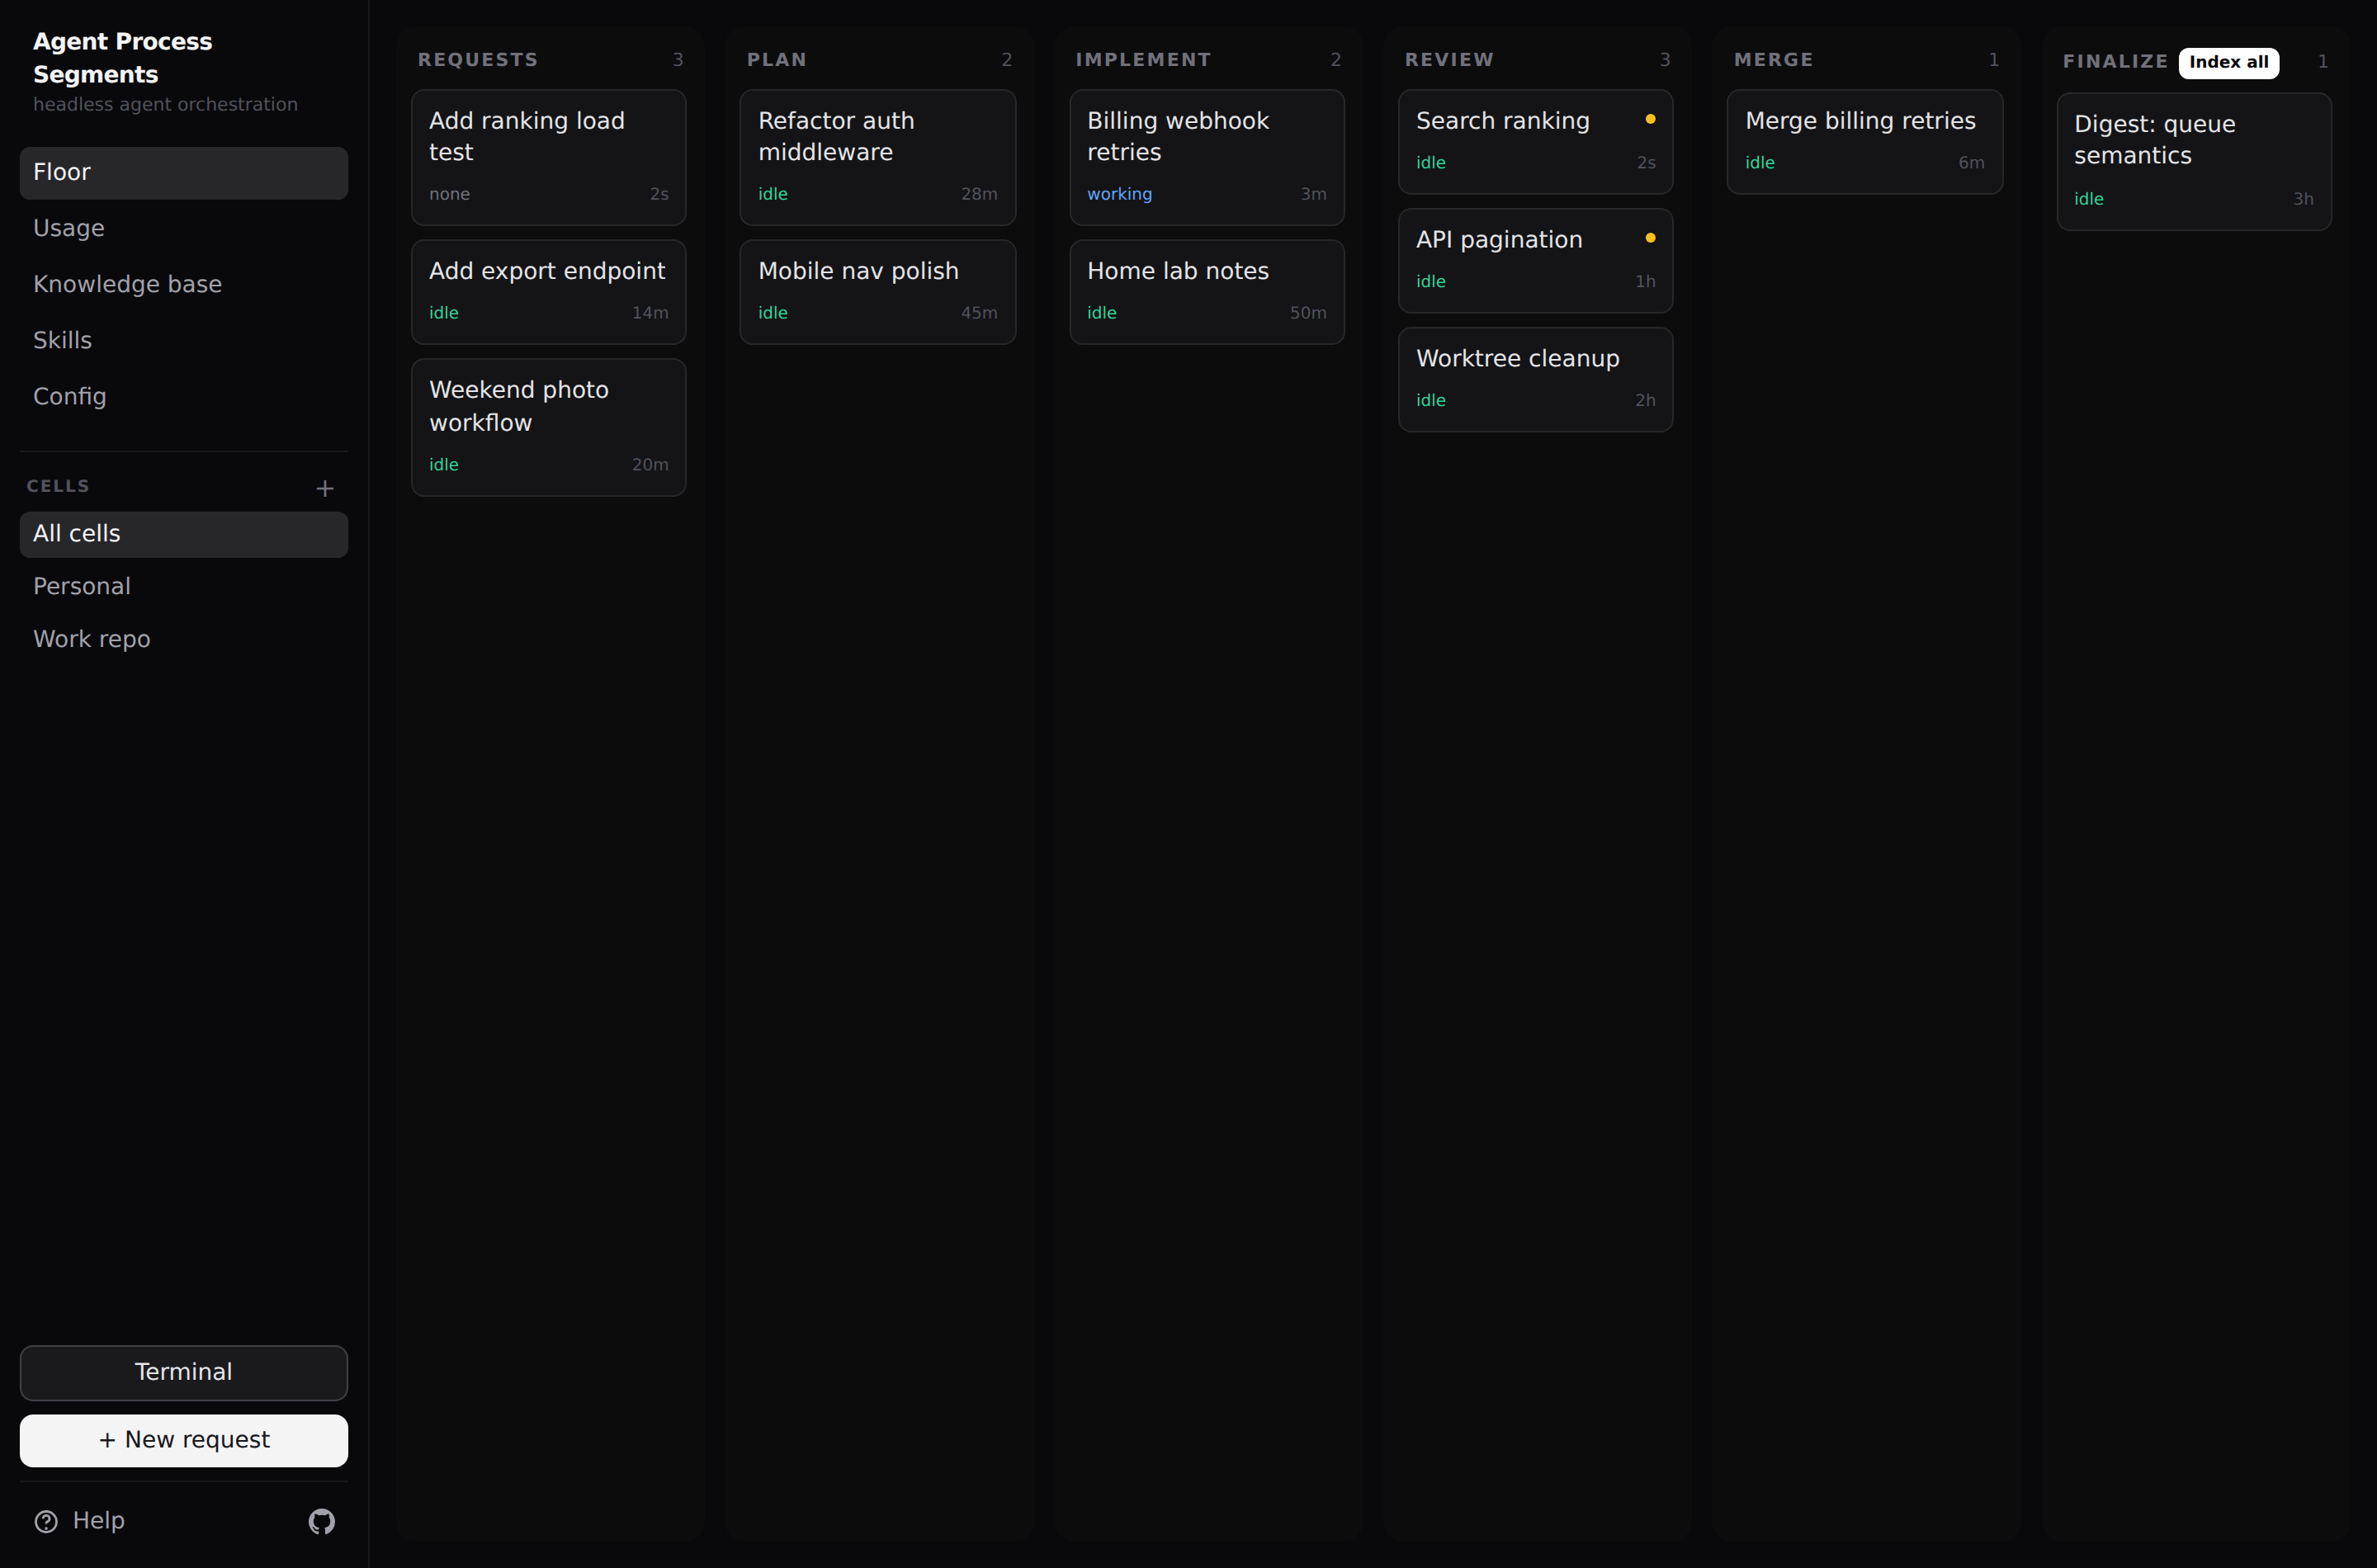 Agent Process
Segments
headless agent orchestration
Floor
Usage
Knowledge base
Skills
Config
CELLS +
All cells
Personal
Work repo
Terminal
+ New request
Help
REQUESTS 3
Add ranking load
test
none 2s
Add export endpoint
idle 14m
Weekend photo
workflow
idle 20m
PLAN 2
Refactor auth
middleware
idle 28m
Mobile nav polish
idle 45m
IMPLEMENT 2
Billing webhook
retries
working 3m
Home lab notes
idle 50m
REVIEW 3
Search ranking
idle 2s
API pagination
idle 1h
Worktree cleanup
idle 2h
MERGE 1
Merge billing retries
idle 6m
FINALIZE Index all 1
Digest: queue
semantics
idle 3h